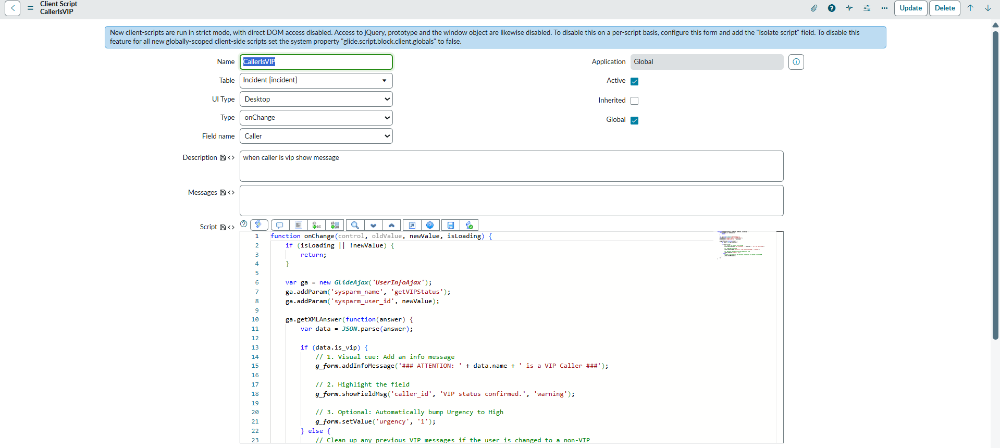 Client Script
CallerIsVIP
Update
Delete
New client-scripts are run in strict mode, with direct DOM access disabled. Access to jQuery, prototype and the window object are likewise disabled. To disable this on a per-script basis, configure this form and add the "Isolate script" field. To disable this
feature for all new globally-scoped client-side scripts set the system property "glide.script.block.client.globals" to false.
Name CallerIsVIP
Application Global
Table Incident [incident]
Active
UI Type Desktop
Inherited
Type onChange
Global
Field name Caller
Description when caller is vip show message
Messages
Script
1 function onChange(control, oldValue, newValue, isLoading) {
2 if (isLoading || !newValue) {
3 return;
4 }
5
6 var ga = new GlideAjax('UserInfoAjax');
7 ga.addParam('sysparm_name', 'getVIPStatus');
8 ga.addParam('sysparm_user_id', newValue);
9
10 ga.getXMLAnswer(function(answer) {
11 var data = JSON.parse(answer);
12
13 if (data.is_vip) {
14 // 1. Visual cue: Add an info message
15 g_form.addInfoMessage('### ATTENTION: ' + data.name + ' is a VIP Caller ###');
16
17 // 2. Highlight the field
18 g_form.showFieldMsg('caller_id', 'VIP status confirmed.', 'warning');
19
20 // 3. Optional: Automatically bump Urgency to High
21 g_form.setValue('urgency', '1');
22 } else {
23 // Clean up any previous VIP messages if the user is changed to a non-VIP